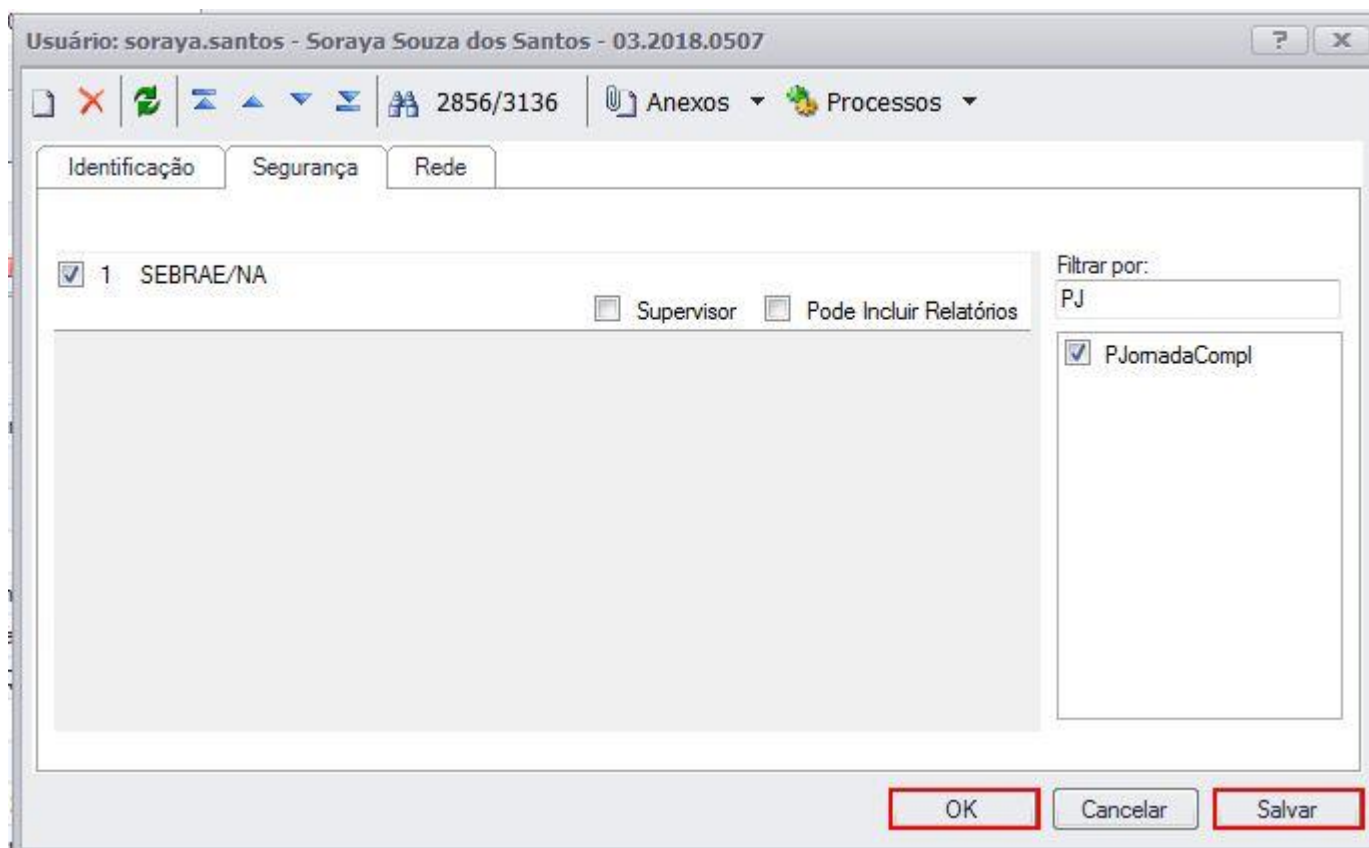 Usuário: soraya.santos - Soraya Souza dos Santos - 03.2018.0507
? x
2856/3136 Anexos Processos
Identificação Segurança Rede
1 SEBRAE/NA
Supervisor Pode Incluir Relatórios
Filtrar por:
PJ
PJornadaCompl
OK Cancelar Salvar